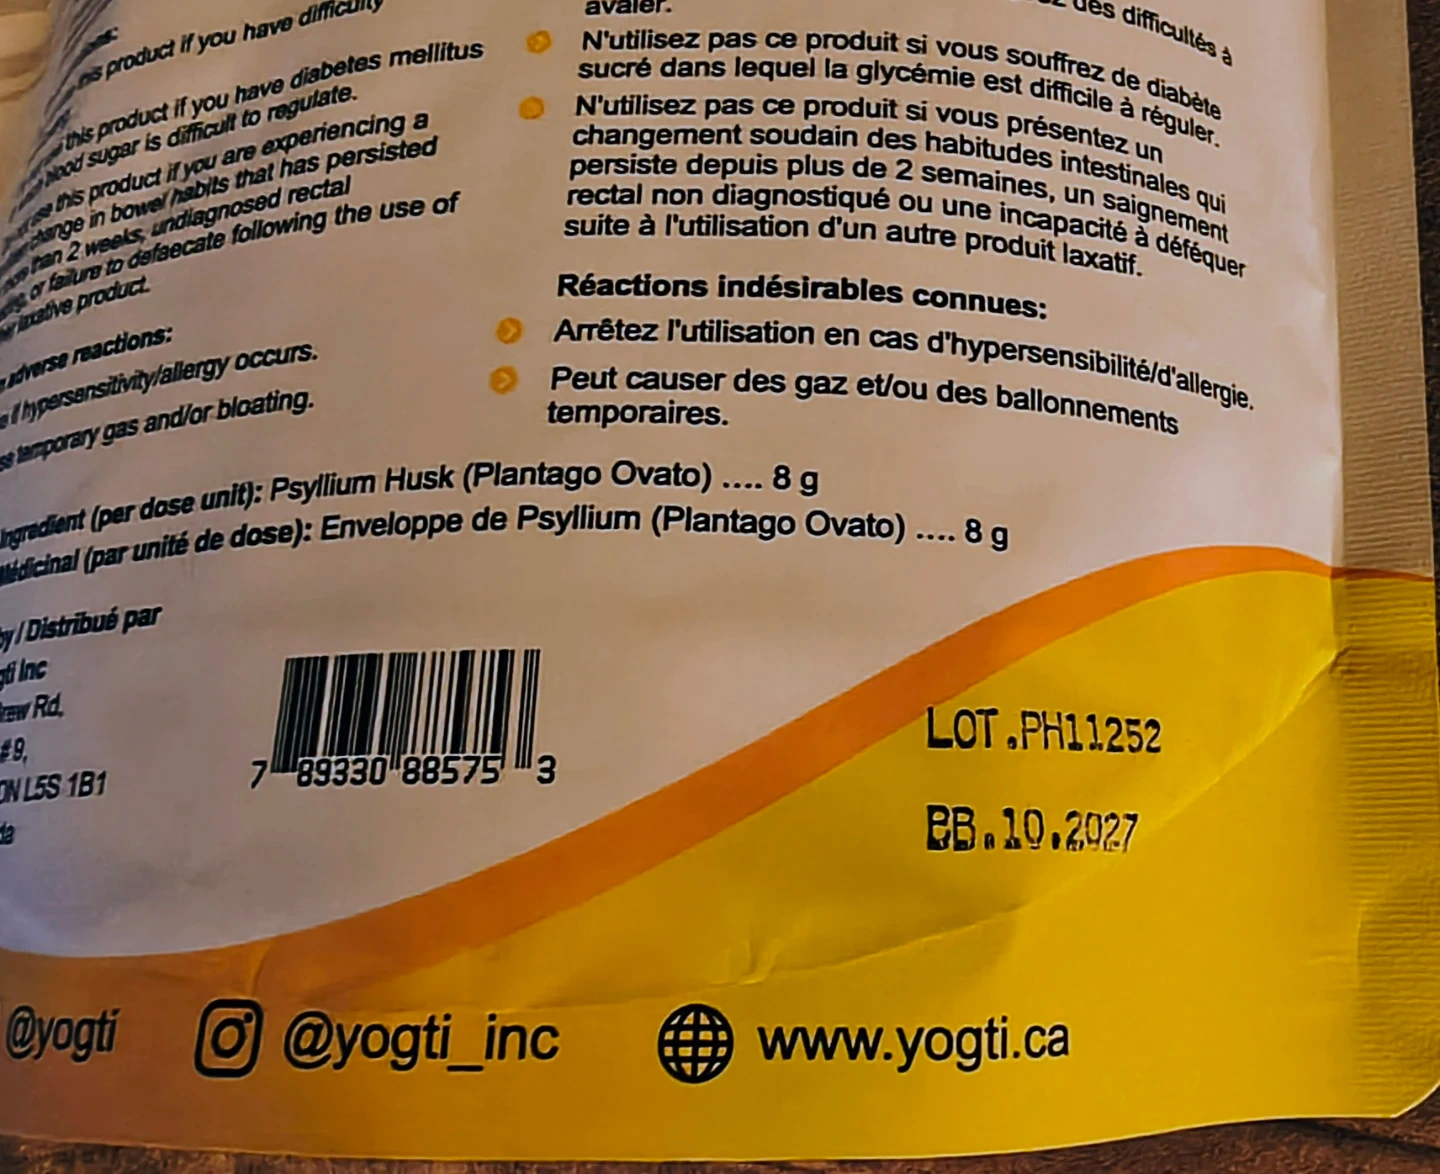 this product if you have difficulty
this product if you have diabetes mellitus
blood sugar is difficult to regulate.
use this product if you are experiencing a
change in bowel habits that has persisted
than 2 weeks, undiagnosed rectal
or failure to defaecate following the use of
laxative product.
adverse reactions:
if hypersensitivity/allergy occurs.
temporary gas and/or bloating.
des difficultés à
avaler.
N'utilisez pas ce produit si vous souffrez de diabète
sucré dans lequel la glycémie est difficile à réguler.
N'utilisez pas ce produit si vous présentez un
changement soudain des habitudes intestinales qui
persiste depuis plus de 2 semaines, un saignement
rectal non diagnostiqué ou une incapacité à déféquer
suite à l'utilisation d'un autre produit laxatif.
Réactions indésirables connues:
Arrêtez l'utilisation en cas d'hypersensibilité/d'allergie.
Peut causer des gaz et/ou des ballonnements
temporaires.
Ingredient (per dose unit): Psyllium Husk (Plantago Ovato) .... 8 g
Médicinal (par unité de dose): Enveloppe de Psyllium (Plantago Ovato) .... 8 g
by / Distribué par
Inc
Rd,
#9,
ON L5S 1B1
7 89330 88575 3
LOT.PH11252
BB.10.2027
@yogti
@yogti_inc
www.yogti.ca